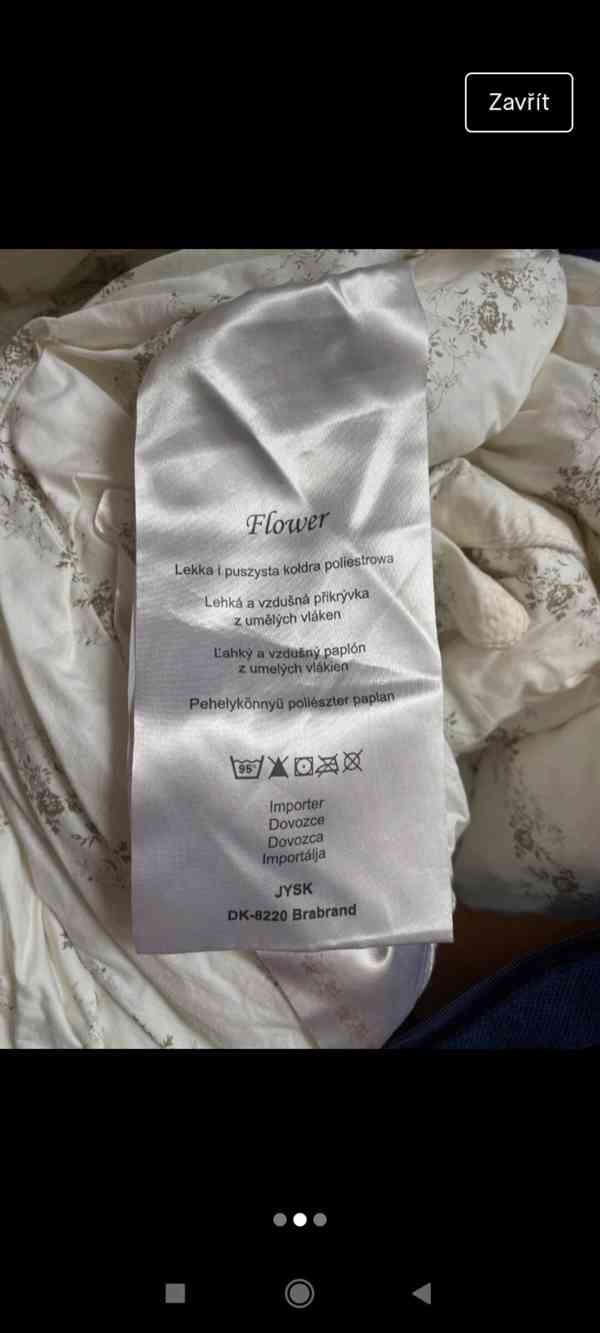 Zavřít
Flower
Lekka i puszysta kołdra poliestrowa
Lehká a vzdušná přikrývka
z umělých vláken
Ľahký a vzdušný paplón
z umelých vlákien
Pehelykönnyű poliészter paplan
95°
Importer
Dovozce
Dovozca
Importálja
JYSK
DK-8220 Brabrand